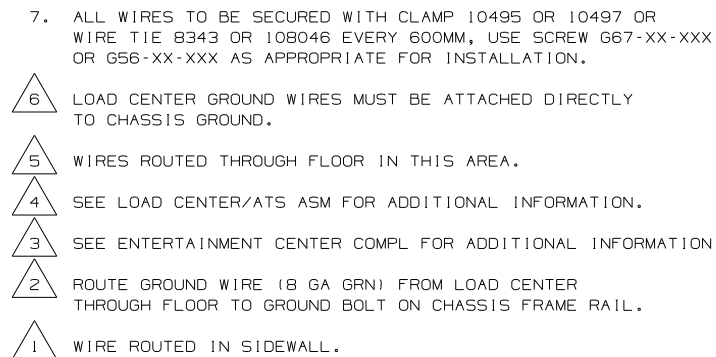 7. ALL WIRES TO BE SECURED WITH CLAMP 10495 OR 10497 OR
WIRE TIE 8343 OR 108046 EVERY 600MM, USE SCREW G67-XX-XXX
OR G56-XX-XXX AS APPROPRIATE FOR INSTALLATION.
6 LOAD CENTER GROUND WIRES MUST BE ATTACHED DIRECTLY
TO CHASSIS GROUND.
5 WIRES ROUTED THROUGH FLOOR IN THIS AREA.
4 SEE LOAD CENTER/ATS ASM FOR ADDITIONAL INFORMATION.
3 SEE ENTERTAINMENT CENTER COMPL FOR ADDITIONAL INFORMATION
2 ROUTE GROUND WIRE (8 GA GRN) FROM LOAD CENTER
THROUGH FLOOR TO GROUND BOLT ON CHASSIS FRAME RAIL.
1 WIRE ROUTED IN SIDEWALL.